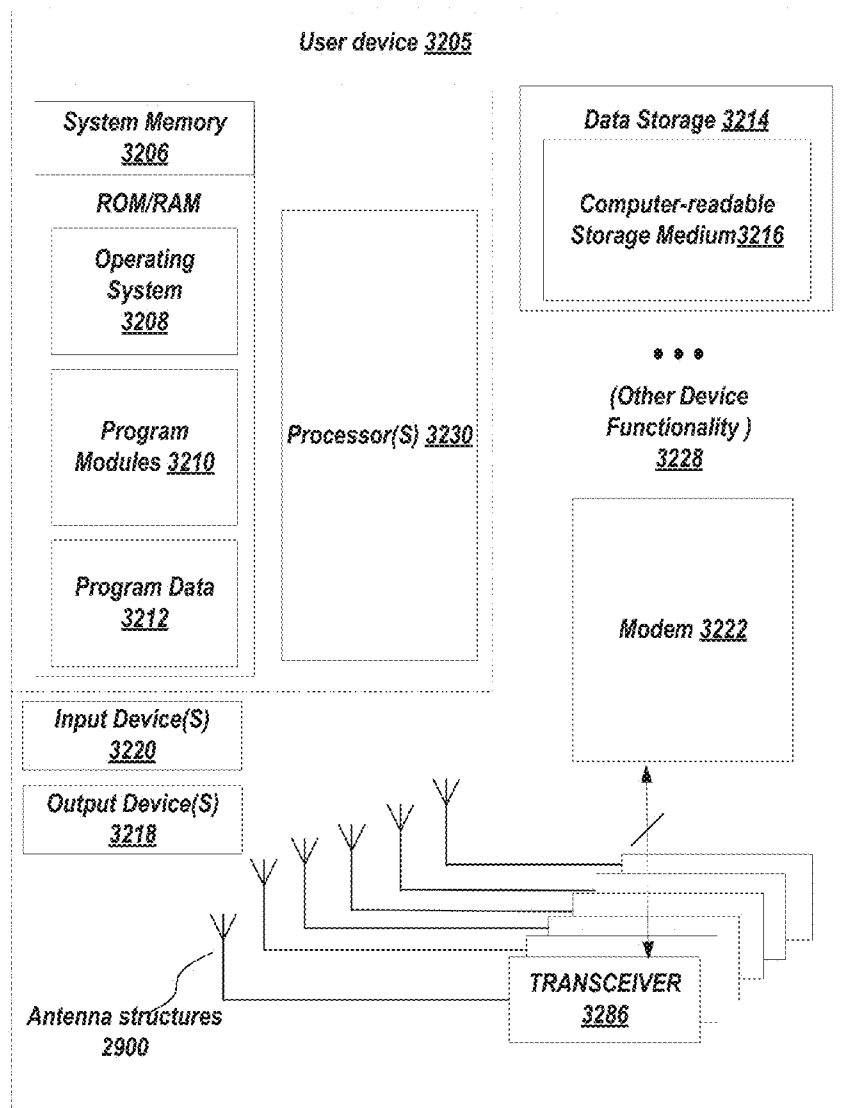 User device 3205
System Memory
3206
ROM/RAM
Operating
System
3208
Program
Modules 3210
Program Data
3212
Processor(S) 3230
Data Storage 3214
Computer-readable
Storage Medium3216
(Other Device
Functionality )
3228
Modem 3222
Input Device(S)
3220
Output Device(S)
3218
TRANSCEIVER
3286
Antenna structures
2900